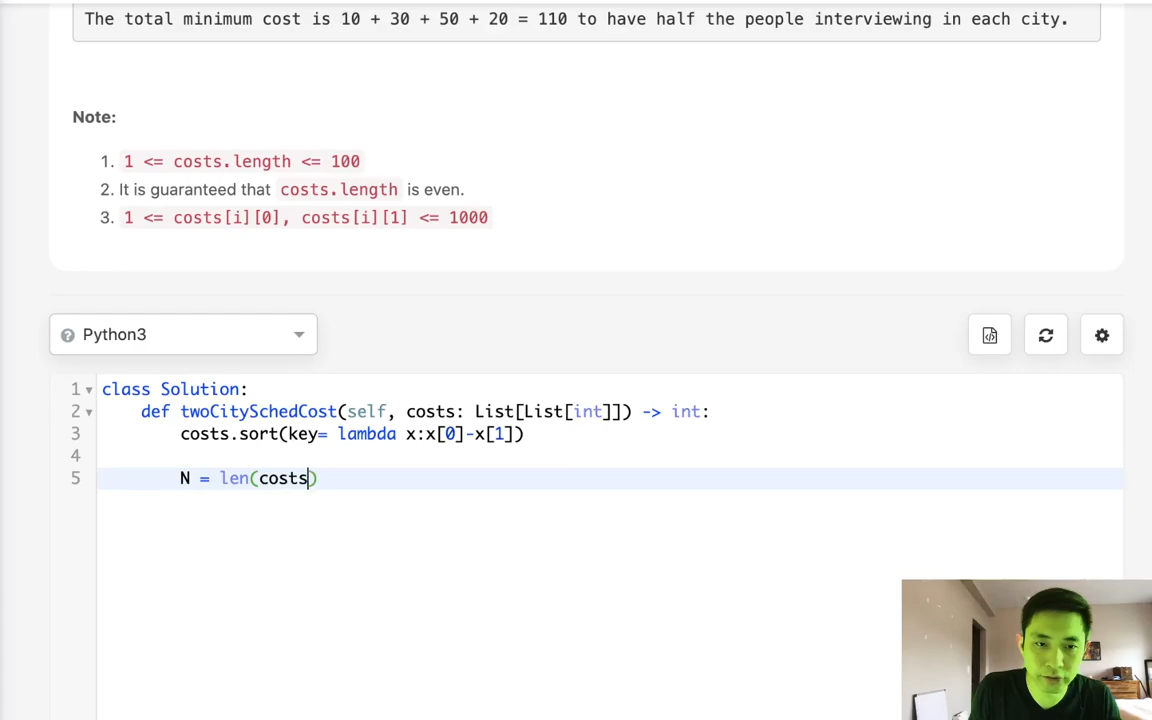 The total minimum cost is 10 + 30 + 50 + 20 = 110 to have half the people interviewing in each city.
Note:
1. 1 <= costs.length <= 100
2. It is guaranteed that costs.length is even.
3. 1 <= costs[i][0], costs[i][1] <= 1000
Python3
1 class Solution:
2     def twoCitySchedCost(self, costs: List[List[int]]) -> int:
3         costs.sort(key= lambda x:x[0]-x[1])
4
5         N = len(costs)